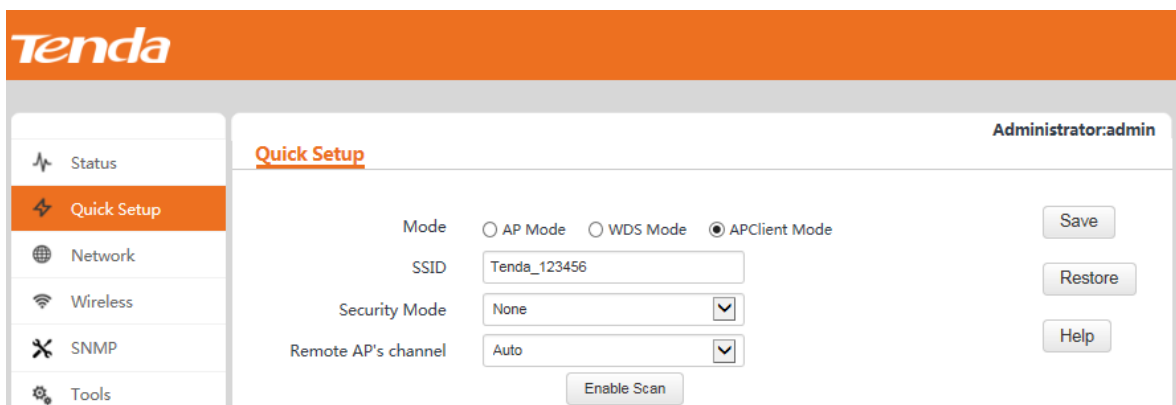 Tenda
Administrator:admin
Status
Quick Setup
Network
Wireless
SNMP
Tools
Quick Setup
Mode AP Mode WDS Mode APClient Mode
SSID Tenda_123456
Security Mode None
Remote AP's channel Auto
Enable Scan
Save
Restore
Help